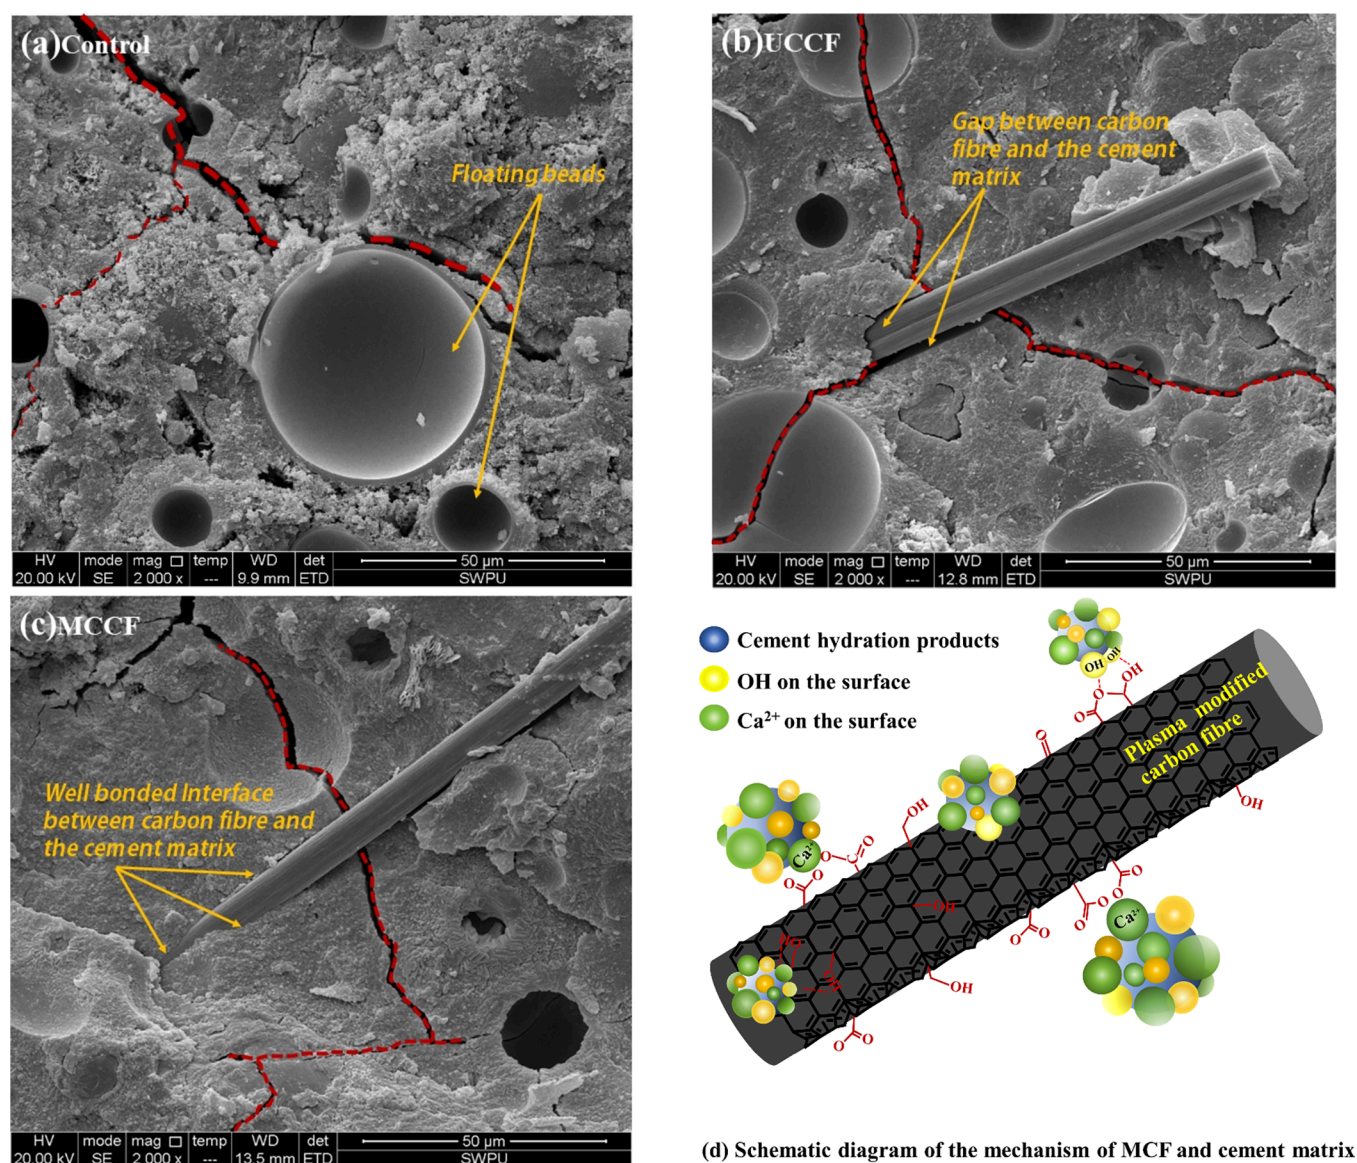 (a)Control
Floating beads
HV mode mag temp WD det
50 µm
20.00 kV SE 2 000 x --- 9.9 mm ETD
SWPU
(b)UCCF
Gap between carbon
fibre and the cement
matrix
HV mode mag temp WD det
50 µm
20.00 kV SE 2 000 x --- 12.8 mm ETD
SWPU
(c)MCCF
Well bonded Interface
between carbon fibre and
the cement matrix
HV mode mag temp WD det
50 µm
20.00 kV SE 2 000 x --- 13.5 mm ETD
SWPU
Cement hydration products
OH on the surface
Ca²⁺ on the surface
OH
OH
OH
O
O
O
Plasma modified
carbon fibre
OH
OH
Ca²⁺
O
C
O
O
O
O
O
O
O
Ca²⁺
OH
HO
O
O
OH
O
O
(d) Schematic diagram of the mechanism of MCF and cement matrix